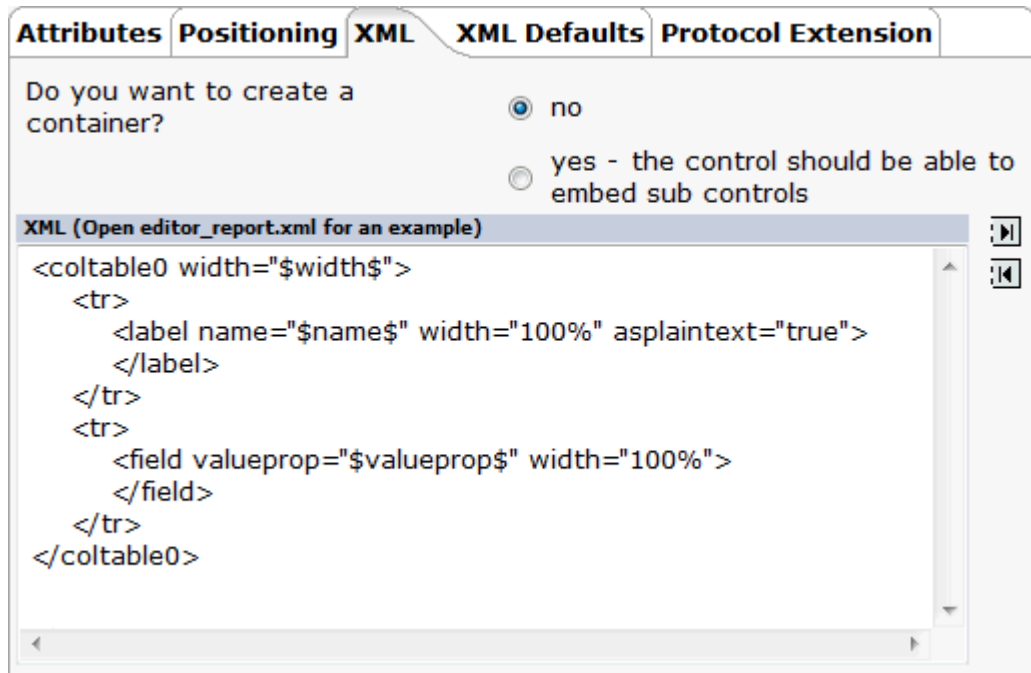 Attributes Positioning XML XML Defaults Protocol Extension
Do you want to create a
container?
no
yes - the control should be able to
embed sub controls
XML (Open editor_report.xml for an example)
<coltable0 width="$width$">
<tr>
<label name="$name$" width="100%" asplaintext="true">
</label>
</tr>
<tr>
<field valueprop="$valueprop$" width="100%">
</field>
</tr>
</coltable0>